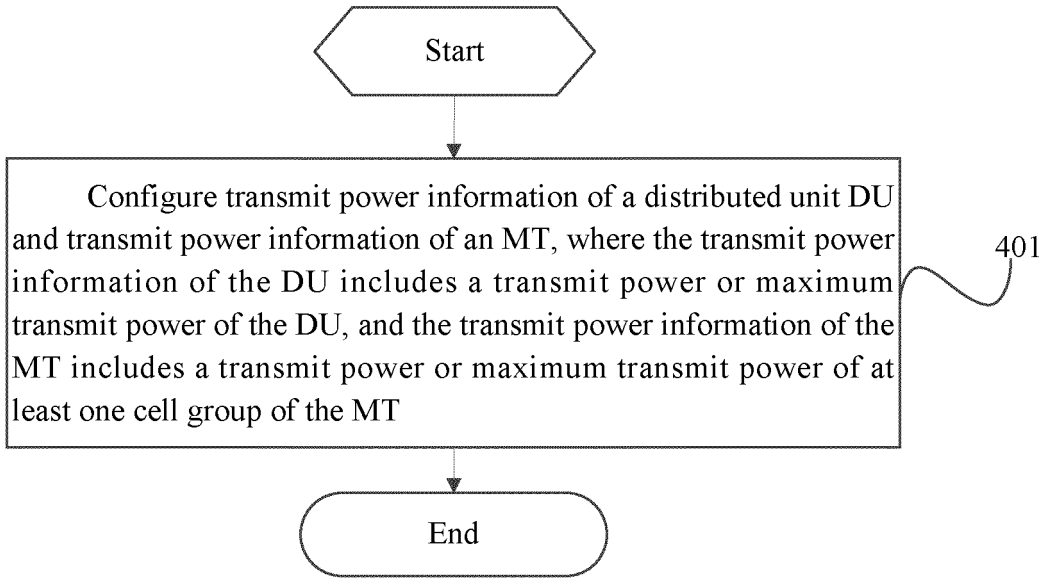 Start
Configure transmit power information of a distributed unit DU
and transmit power information of an MT, where the transmit power
information of the DU includes a transmit power or maximum
transmit power of the DU, and the transmit power information of the
MT includes a transmit power or maximum transmit power of at
least one cell group of the MT
401
End